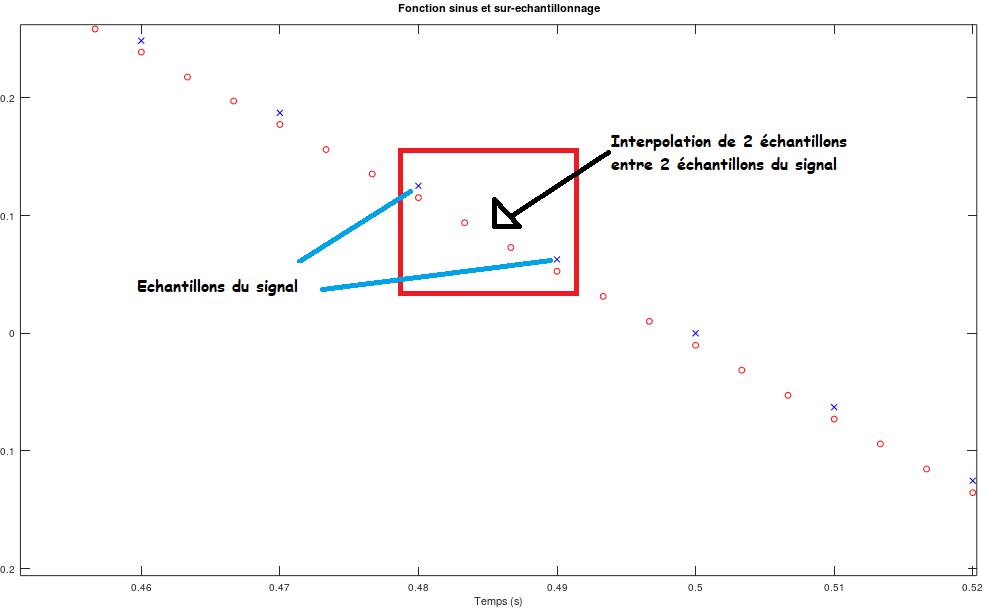 Fonction sinus et sur-echantillonnage
0.2
0.1
0
0.1
0.2
Interpolation de 2 échantillons
entre 2 échantillons du signal
Echantillons du signal
0.46 0.47 0.48 0.49 0.5 0.51 0.52
Temps (s)